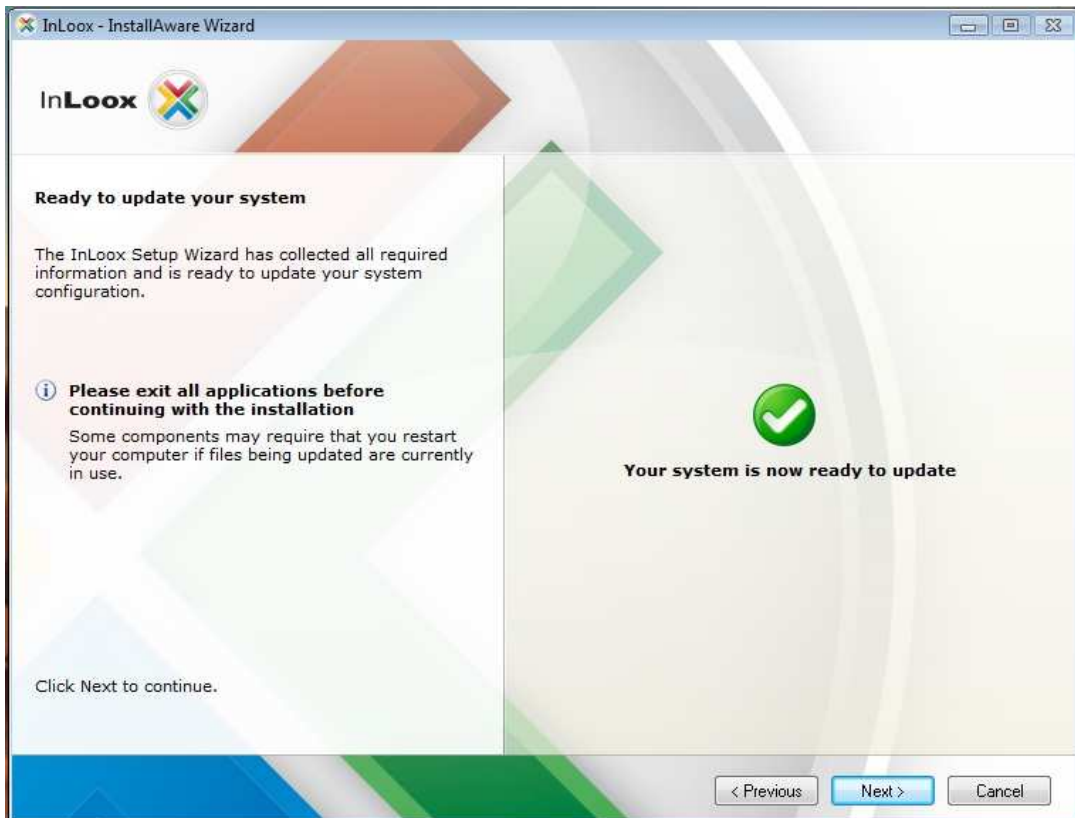 InLoox - InstallAware Wizard
InLoox
Ready to update your system
The InLoox Setup Wizard has collected all required
information and is ready to update your system
configuration.
Please exit all applications before
continuing with the installation
Some components may require that you restart
your computer if files being updated are currently
in use.
Your system is now ready to update
Click Next to continue.
< Previous
Next >
Cancel